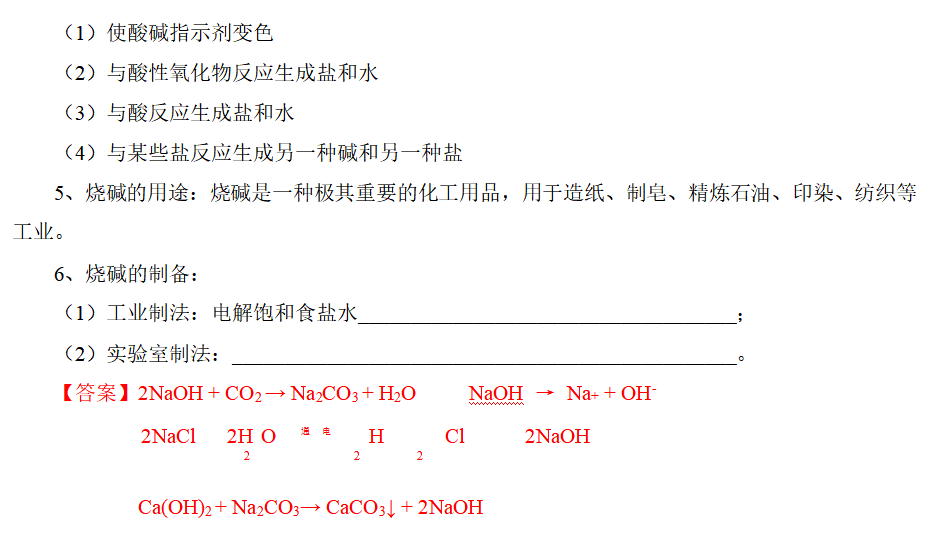 （1）使酸碱指示剂变色
（2）与酸性氧化物反应生成盐和水
（3）与酸反应生成盐和水
（4）与某些盐反应生成另一种碱和另一种盐
5、烧碱的用途：烧碱是一种极其重要的化工用品，用于造纸、制皂、精炼石油、印染、纺织等
工业。
6、烧碱的制备：
（1）工业制法：电解饱和食盐水____________________________________；
（2）实验室制法：________________________________________________。
【答案】2NaOH + CO₂ → Na₂CO₃ + H₂O NaOH → Na₊ + OH⁻
2NaCl 2H₂O 通电 H₂ Cl₂ 2NaOH
Ca(OH)₂ + Na₂CO₃→ CaCO₃↓ + 2NaOH